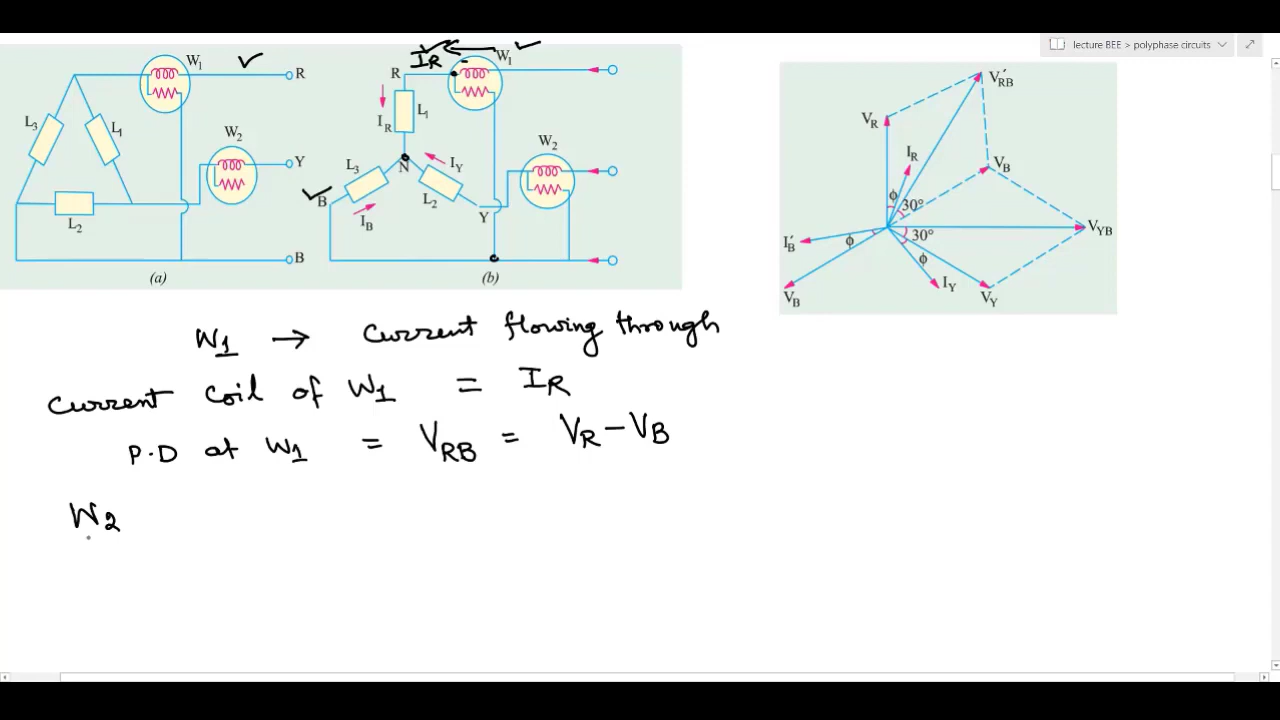 lecture BEE > polyphase circuits
W1
R
L3
L1
W2
Y
L2
B
(a)
IR
W1
R
L1
IR
W2
L3
N
IY
B
L2
IB
Y
(b)
V'RB
VR
IR
VB
ϕ
30°
VYB
I'B
ϕ
30°
ϕ
IY
VB
VY
W1 → Current flowing through
Current coil of W1 = IR
P.D at W1 = VRB = VR − VB
W2